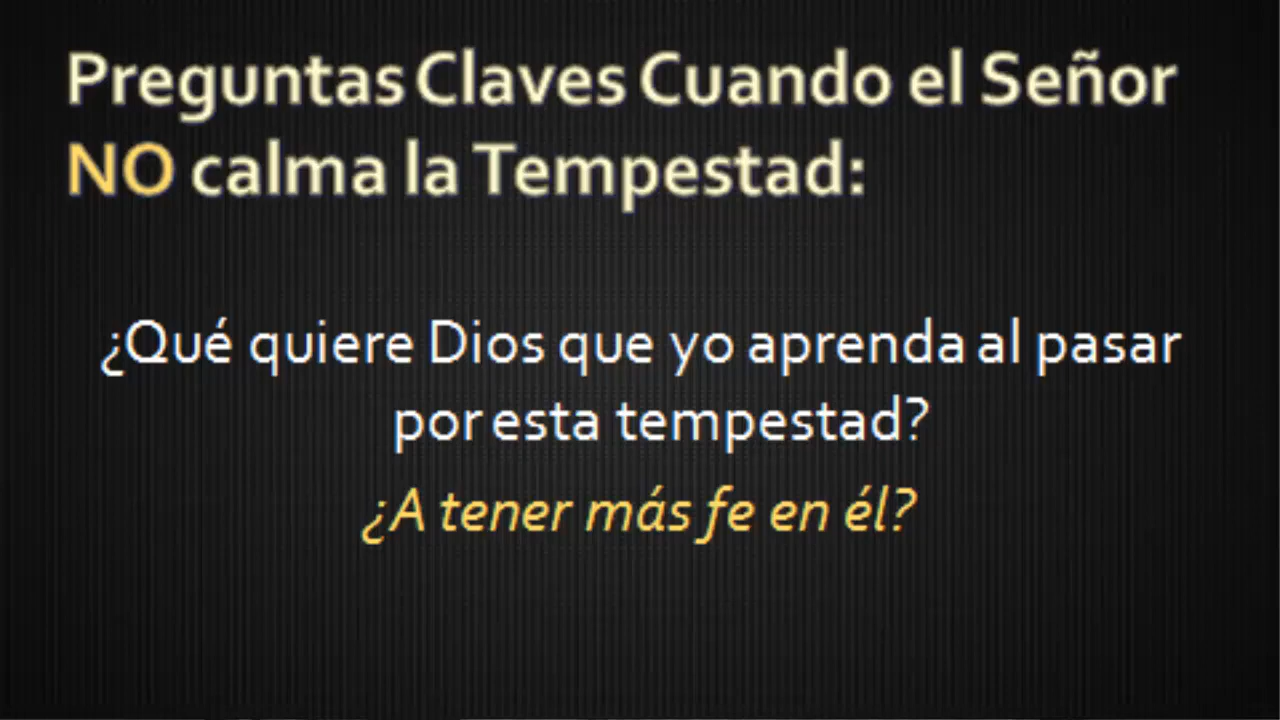 Preguntas Claves Cuando el Señor
NO calma la Tempestad:
¿Qué quiere Dios que yo aprenda al pasar
por esta tempestad?
¿A tener más fe en él?